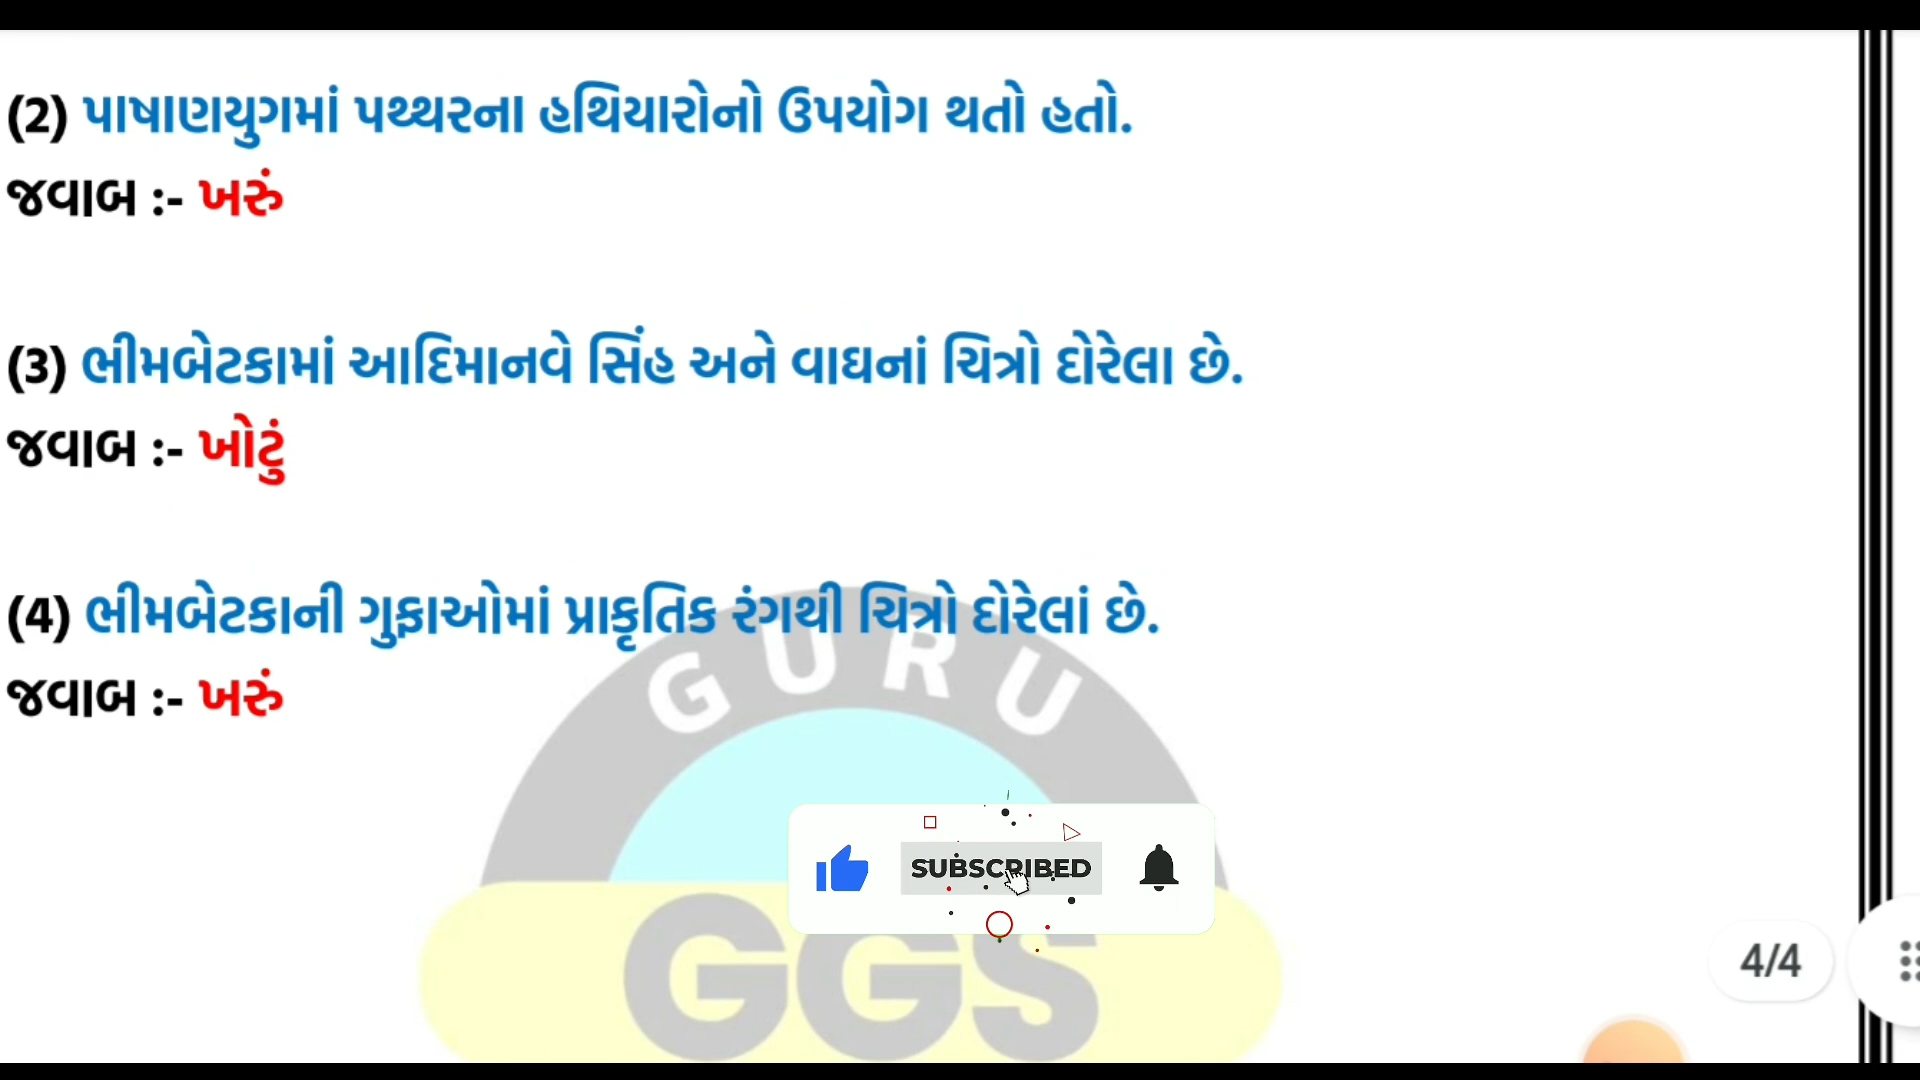 (2) પાષાણયુગમાં પથ્થરના હથિયારોનો ઉપયોગ થતો હતો.
જવાબ :- ખરું
(3) ભીમબેટકામાં આદિમાનવે સિંહ અને વાઘનાં ચિત્રો દોરેલા છે.
જવાબ :- ખોટું
(4) ભીમબેટકાની ગુફાઓમાં પ્રાકૃતિક રંગથી ચિત્રો દોરેલાં છે.
જવાબ :- ખરું
GURU
SUBSCRIBED
GGS
4/4